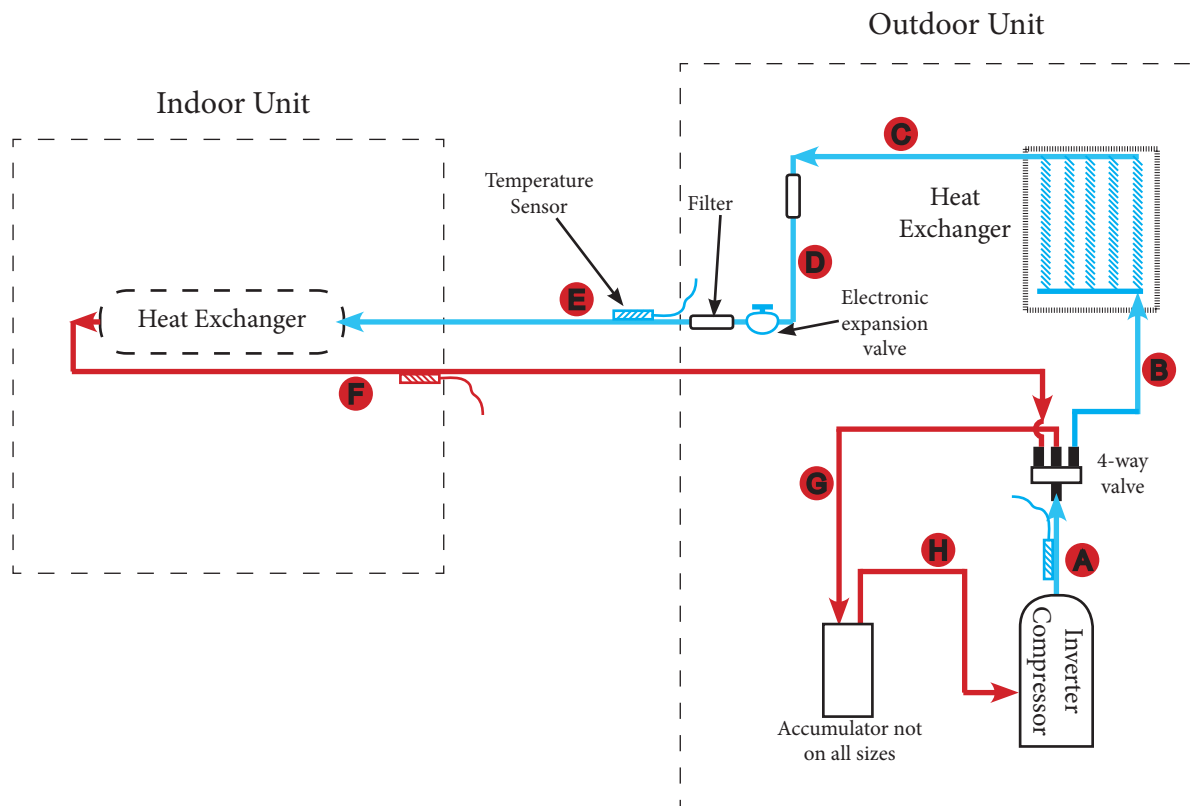 Outdoor Unit
Indoor Unit
C
Temperature
Sensor
Filter
Heat
Exchanger
D
E
Electronic
expansion
valve
Heat Exchanger
B
F
4-way
valve
G
H
A
Inverter
Compressor
Accumulator not
on all sizes